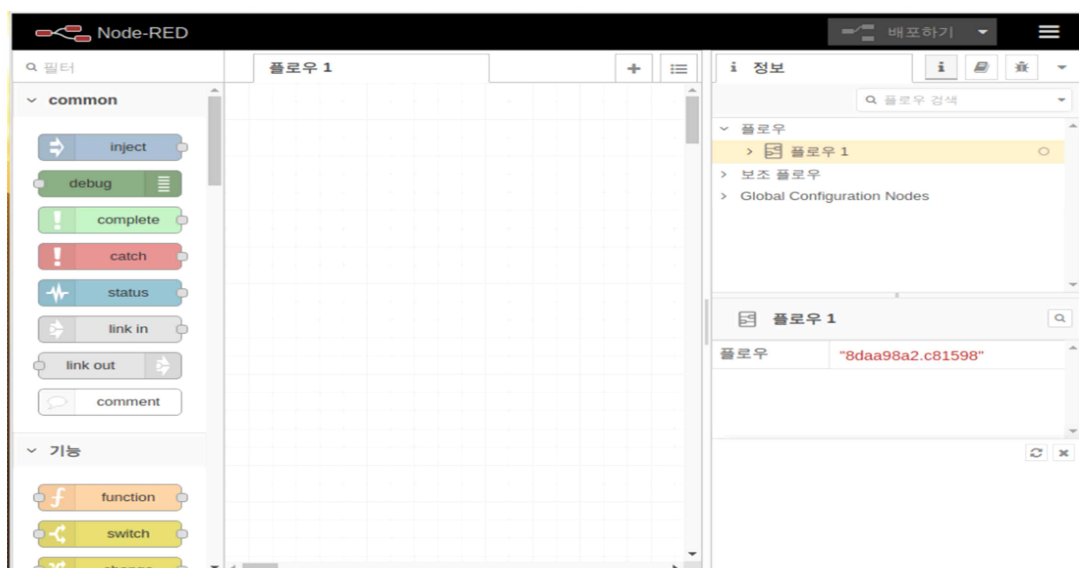 Node-RED
배포하기
필터
플로우 1
i 정보
i
플로우 검색
common
inject
debug
complete
catch
status
link in
link out
comment
기능
function
switch
플로우
플로우 1
보조 플로우
Global Configuration Nodes
플로우 1
플로우 "8daa98a2.c81598"